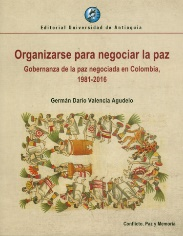 Editorial Universidad de Antioquia
Organizarse para negociar la paz
Gobernanza de la paz negociada en Colombia,
1981-2016
Germán Darío Valencia Agudelo
Conflicto, Paz y Memoria